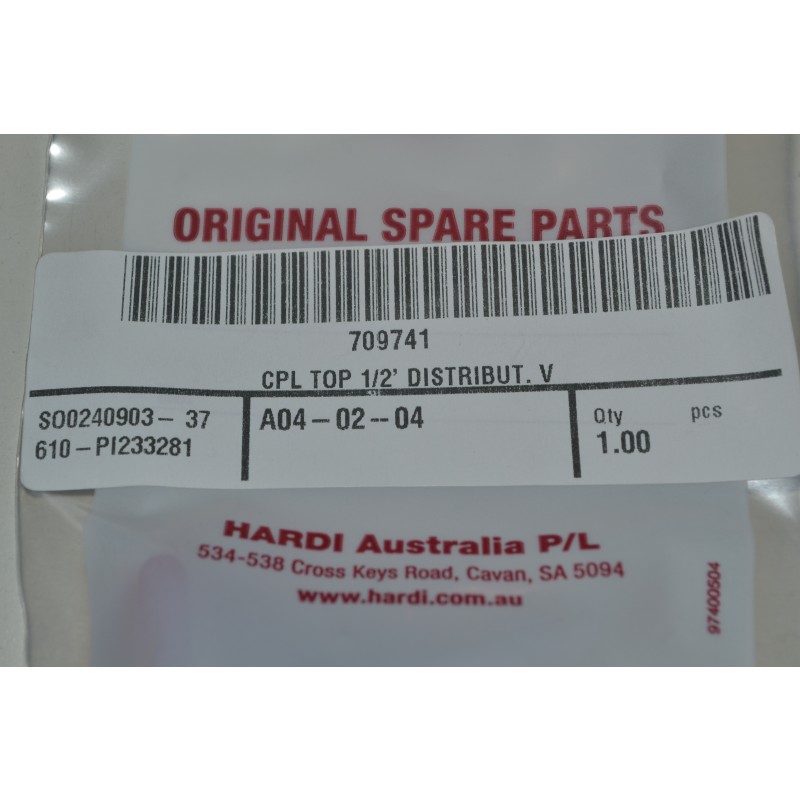 ORIGINAL SPARE PARTS
709741
CPL TOP 1/2' DISTRIBUT. V
SO0240903-37
610-PI233281
A04-02--04
Qty pcs
1.00
HARDI Australia P/L
534-538 Cross Keys Road, Cavan, SA 5094
www.hardi.com.au
97400504